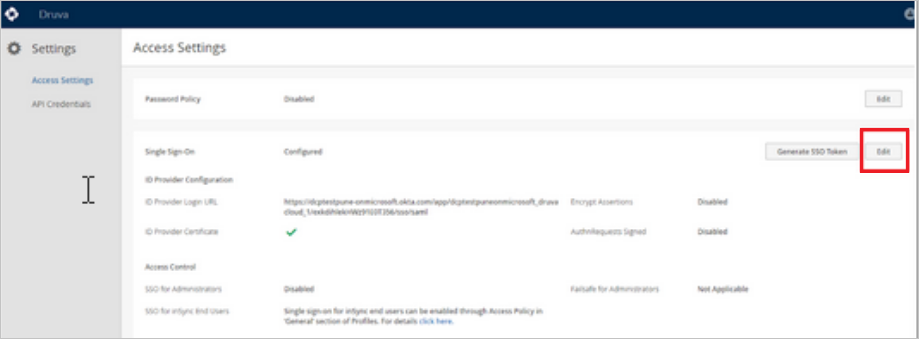 Druva
Settings
Access Settings
Access Settings
API Credentials
Password Policy Disabled Edit
Single Sign-On Configured Generate SSO Token Edit
ID Provider Configuration
ID Provider Login URL https://dcptestpune-onmicrosoft.okta.com/app/dcptestpuneonmicrosoft_druva Encrypt Assertions Disabled
ID Provider Certificate AuthnRequests Signed Disabled
Access Control
SSO for Administrators Disabled Failsafe for Administrators Not Applicable
SSO for inSync End Users Single sign-on for inSync end users can be enabled through Access Policy in
'General' section of Profiles. For details click here.